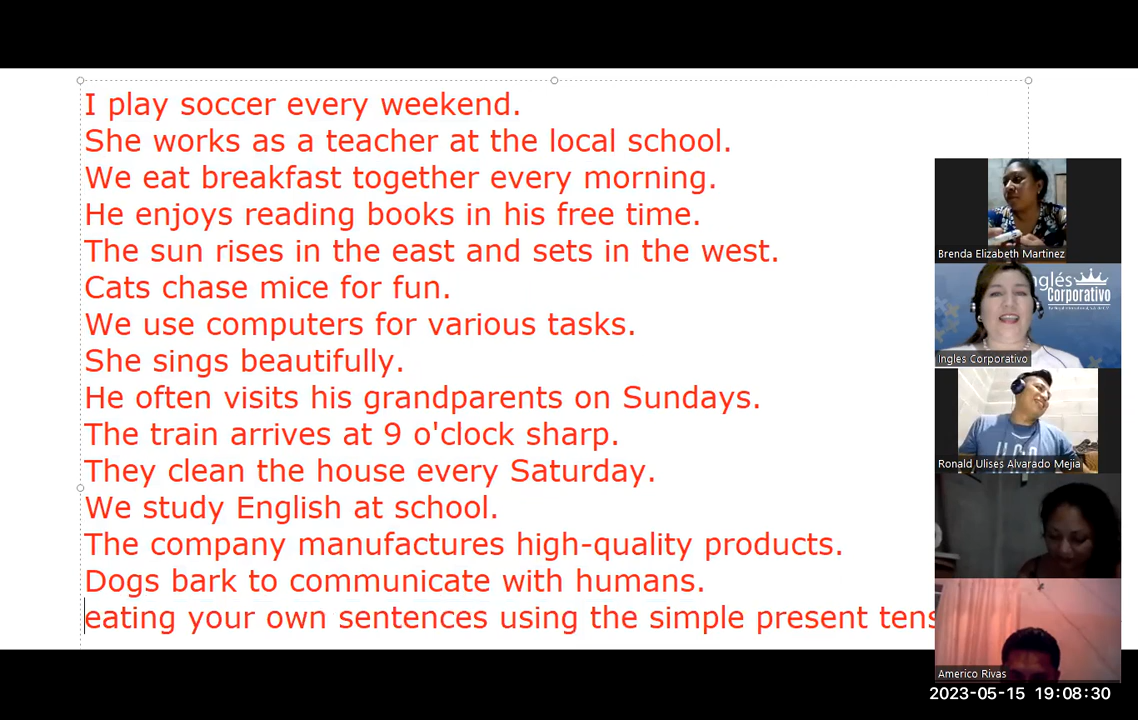 I play soccer every weekend.
She works as a teacher at the local school.
We eat breakfast together every morning.
He enjoys reading books in his free time.
The sun rises in the east and sets in the west.
Cats chase mice for fun.
We use computers for various tasks.
She sings beautifully.
He often visits his grandparents on Sundays.
The train arrives at 9 o'clock sharp.
They clean the house every Saturday.
We study English at school.
The company manufactures high-quality products.
Dogs bark to communicate with humans.
eating your own sentences using the simple present tens
Brenda Elizabeth Martinez
nglés
Corporativo
Ingles Corporativo
Ronald Ulises Alvarado Mejia
Americo Rivas
2023-05-15 19:08:30